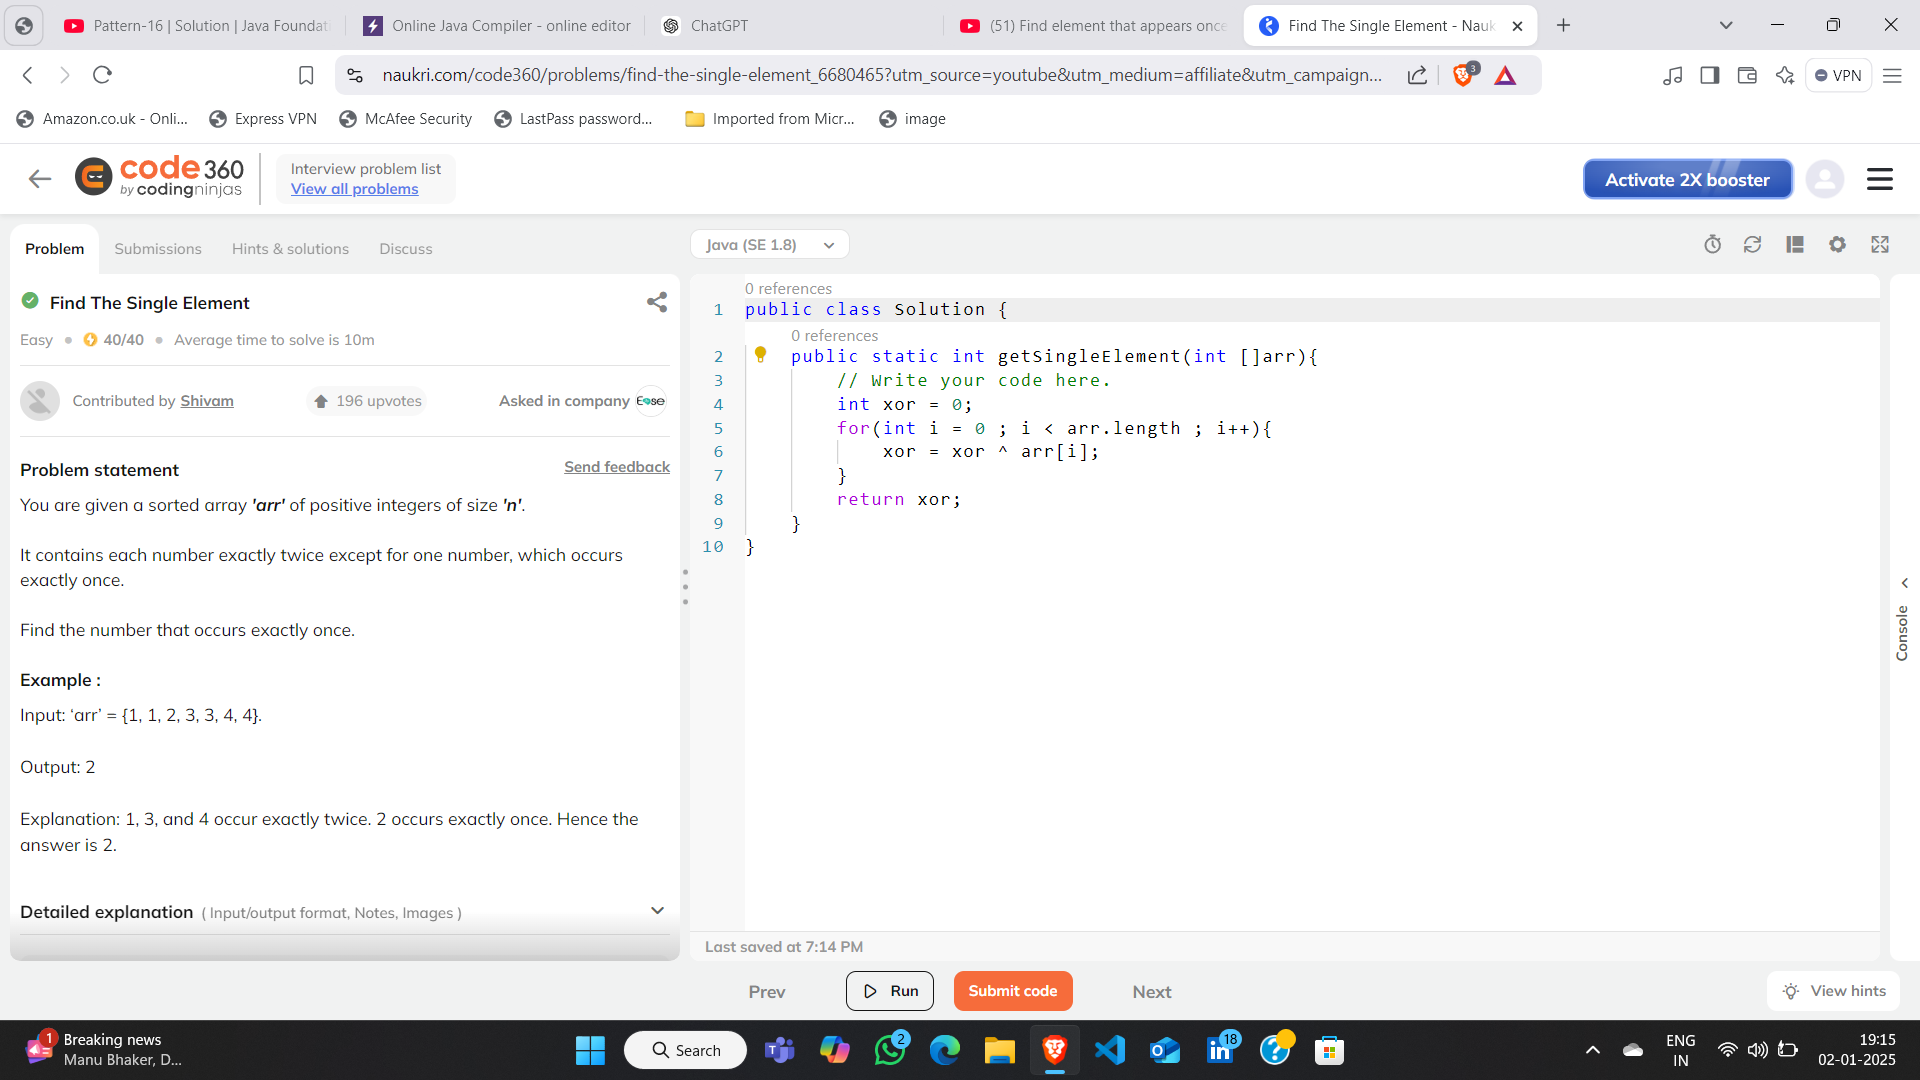 Pattern-16 | Solution | Java Foundati
Online Java Compiler - online editor
ChatGPT
(51) Find element that appears once
Find The Single Element - Nauk
naukri.com/code360/problems/find-the-single-element_6680465?utm_source=youtube&utm_medium=affiliate&utm_campaign...
3
VPN
Amazon.co.uk - Onli...
Express VPN
McAfee Security
LastPass password...
Imported from Micr...
image
code 360
by codingninjas
Interview problem list
View all problems
Activate 2X booster
Problem
Submissions
Hints & solutions
Discuss
Java (SE 1.8)
Find The Single Element
Easy
40/40
Average time to solve is 10m
Contributed by Shivam
196 upvotes
Asked in company
Problem statement
Send feedback
You are given a sorted array 'arr' of positive integers of size 'n'.
It contains each number exactly twice except for one number, which occurs
exactly once.
Find the number that occurs exactly once.
Example :
Input: ‘arr’ = {1, 1, 2, 3, 3, 4, 4}.
Output: 2
Explanation: 1, 3, and 4 occur exactly twice. 2 occurs exactly once. Hence the
answer is 2.
Detailed explanation ( Input/output format, Notes, Images )
0 references
1 public class Solution {
0 references
2 public static int getSingleElement(int []arr){
3 // Write your code here.
4 int xor = 0;
5 for(int i = 0 ; i < arr.length ; i++){
6 xor = xor ^ arr[i];
7 }
8 return xor;
9 }
10 }
Console
Last saved at 7:14 PM
Prev
Run
Submit code
Next
View hints
1
Breaking news
Manu Bhaker, D...
Search
2
18
ENG
IN
19:15
02-01-2025